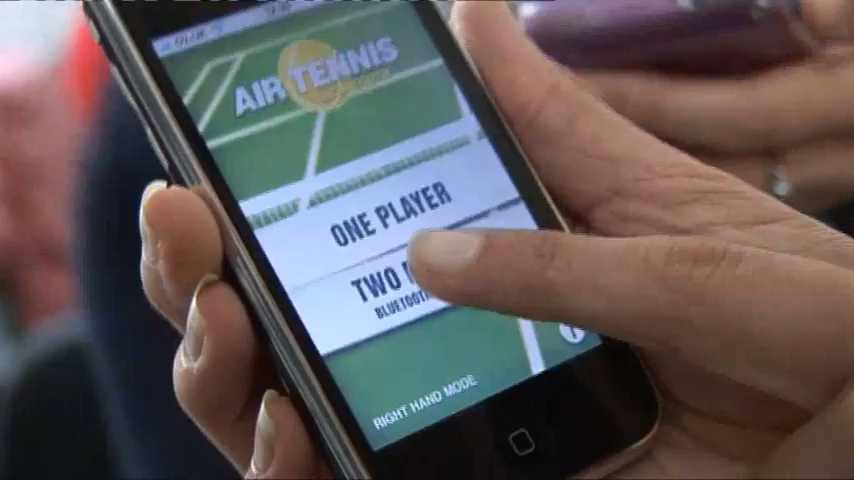 AIR TENNIS
ONE PLAYER
TWO
BLUETOOTH
RIGHT HAND MODE
i